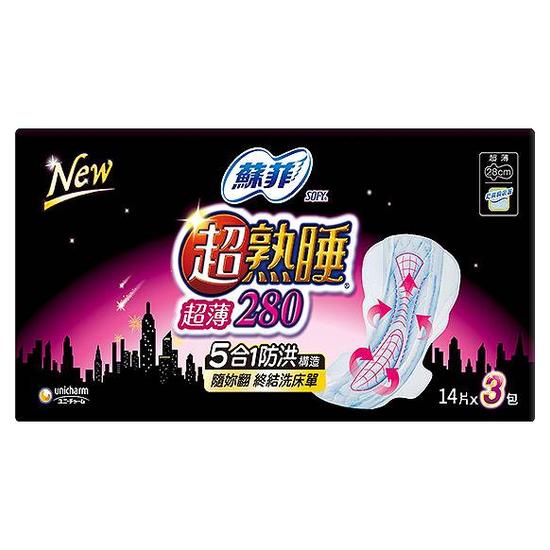 New
蘇菲
SOFY.
超薄
28cm
超熟睡®
超薄280
5合1防洪構造
隨妳翻 終結洗床單
unicharm
ユニ・チャーム
14片x3包